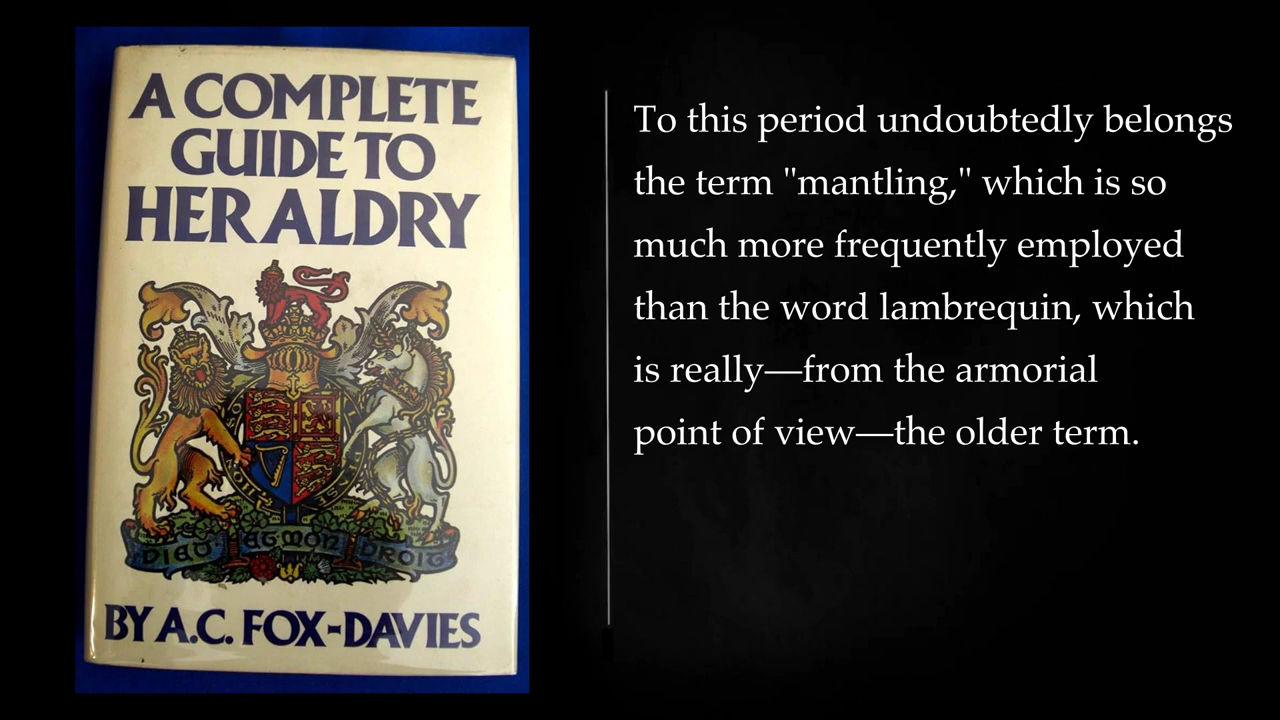 A COMPLETE
GUIDE TO
HERALDRY
DIEU ET MON DROIT
BY A.C. FOX-DAVIES
To this period undoubtedly belongs
the term "mantling," which is so
much more frequently employed
than the word lambrequin, which
is really—from the armorial
point of view—the older term.